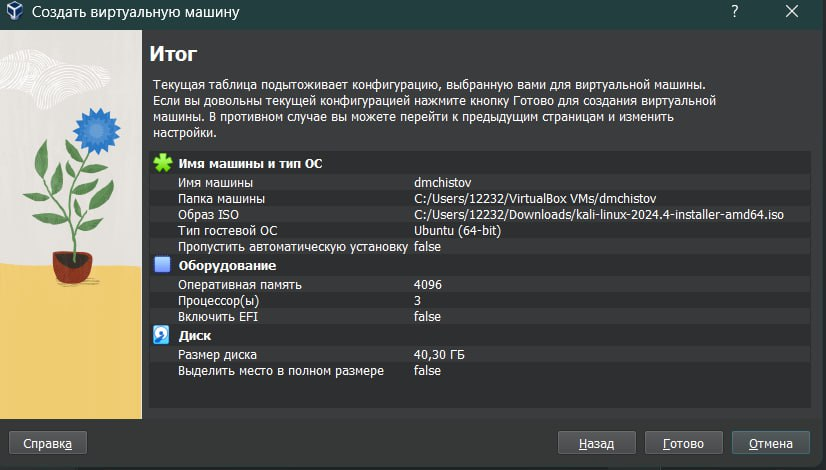 Создать виртуальную машину
?
Итог
Текущая таблица подытоживает конфигурацию, выбранную вами для виртуальной машины.
Если вы довольны текущей конфигурацией нажмите кнопку Готово для создания виртуальной
машины. В противном случае вы можете перейти к предыдущим страницам и изменить
настройки.
Имя машины и тип ОС
Имя машины dmchistov
Папка машины C:/Users/12232/VirtualBox VMs/dmchistov
Образ ISO C:/Users/12232/Downloads/kali-linux-2024.4-installer-amd64.iso
Тип гостевой ОС Ubuntu (64-bit)
Пропустить автоматическую установку false
Оборудование
Оперативная память 4096
Процессор(ы) 3
Включить EFI false
Диск
Размер диска 40,30 ГБ
Выделить место в полном размере false
Справка Назад Готово Отмена